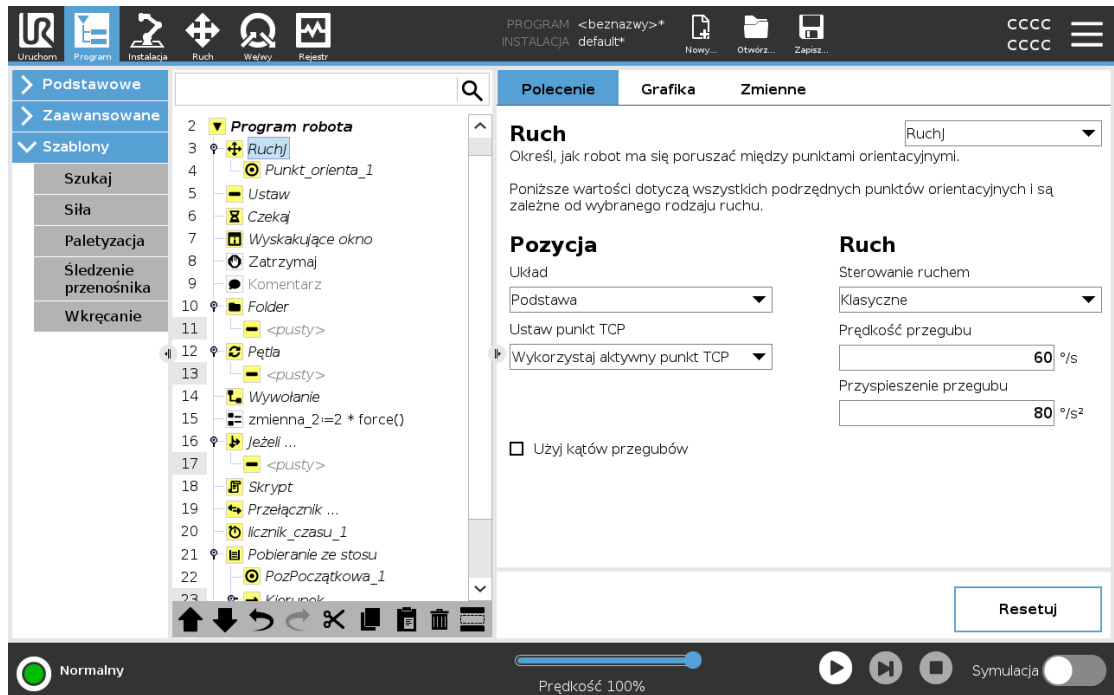 PROGRAM <beznazwy>*
INSTALACJA default*
Uruchom Program Instalacja Ruch We/wy Rejestr Nowy... Otwórz... Zapisz...
CCCC
CCCC
Podstawowe
Zaawansowane
Szablony
Szukaj
Siła
Paletyzacja
Śledzenie
przenośnika
Wkręcanie
2 Program robota
3 RuchJ
4 Punkt_orienta_1
5 Ustaw
6 Czekaj
7 Wyskakujące okno
8 Zatrzymaj
9 Komentarz
10 Folder
11 <pusty>
12 Pętla
13 <pusty>
14 Wywołanie
15 zmienna_2≔2 * force()
16 Jeżeli ...
17 <pusty>
18 Skrypt
19 Przełącznik ...
20 licznik_czasu_1
21 Pobieranie ze stosu
22 PozPoczątkowa_1
23 Kierunek
Polecenie Grafika Zmienne
Ruch RuchJ
Określ, jak robot ma się poruszać między punktami orientacyjnymi.
Poniższe wartości dotyczą wszystkich podrzędnych punktów orientacyjnych i są
zależne od wybranego rodzaju ruchu.
Pozycja
Układ
Podstawa
Ustaw punkt TCP
Wykorzystaj aktywny punkt TCP
Użyj kątów przegubów
Ruch
Sterowanie ruchem
Klasyczne
Prędkość przegubu
60 °/s
Przyspieszenie przegubu
80 °/s²
Resetuj
Normalny
Prędkość 100%
Symulacja